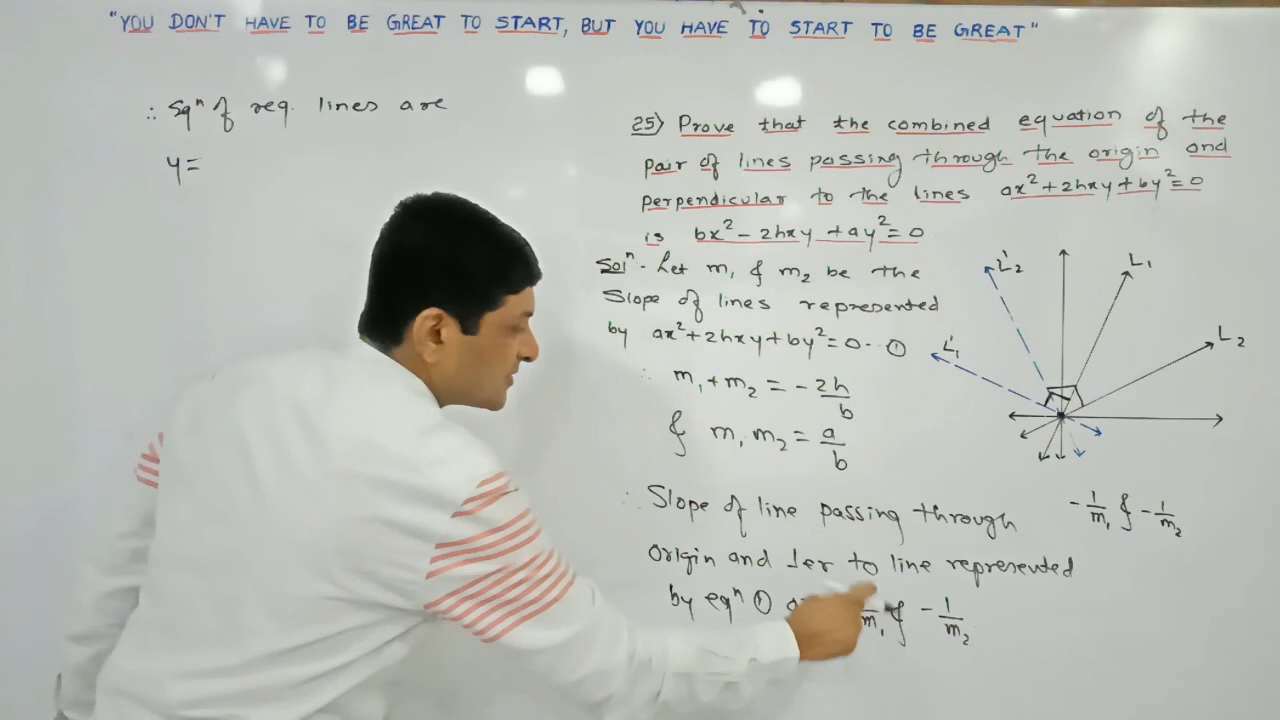 "YOU DON'T HAVE TO BE GREAT TO START, BUT YOU HAVE TO START TO BE GREAT"
∴ Eqⁿ of req. lines are
y =
25) Prove that the combined equation of the
pair of lines passing through the origin and
perpendicular to the lines ax²+2hxy+by²=0
is bx²-2hxy+ay²=0
Solⁿ - Let m₁ & m₂ be the
Slope of lines represented
by ax²+2hxy+by²=0 - - ①
∴ m₁+m₂ = -2h/b
& m₁m₂ = a/b
∴ Slope of line passing through
origin and ⊥er to line represented
by eqⁿ ① /m₁ & -1/m₂
-1/m₁ & -1/m₂
L₂'
L₁
L₁'
L₂